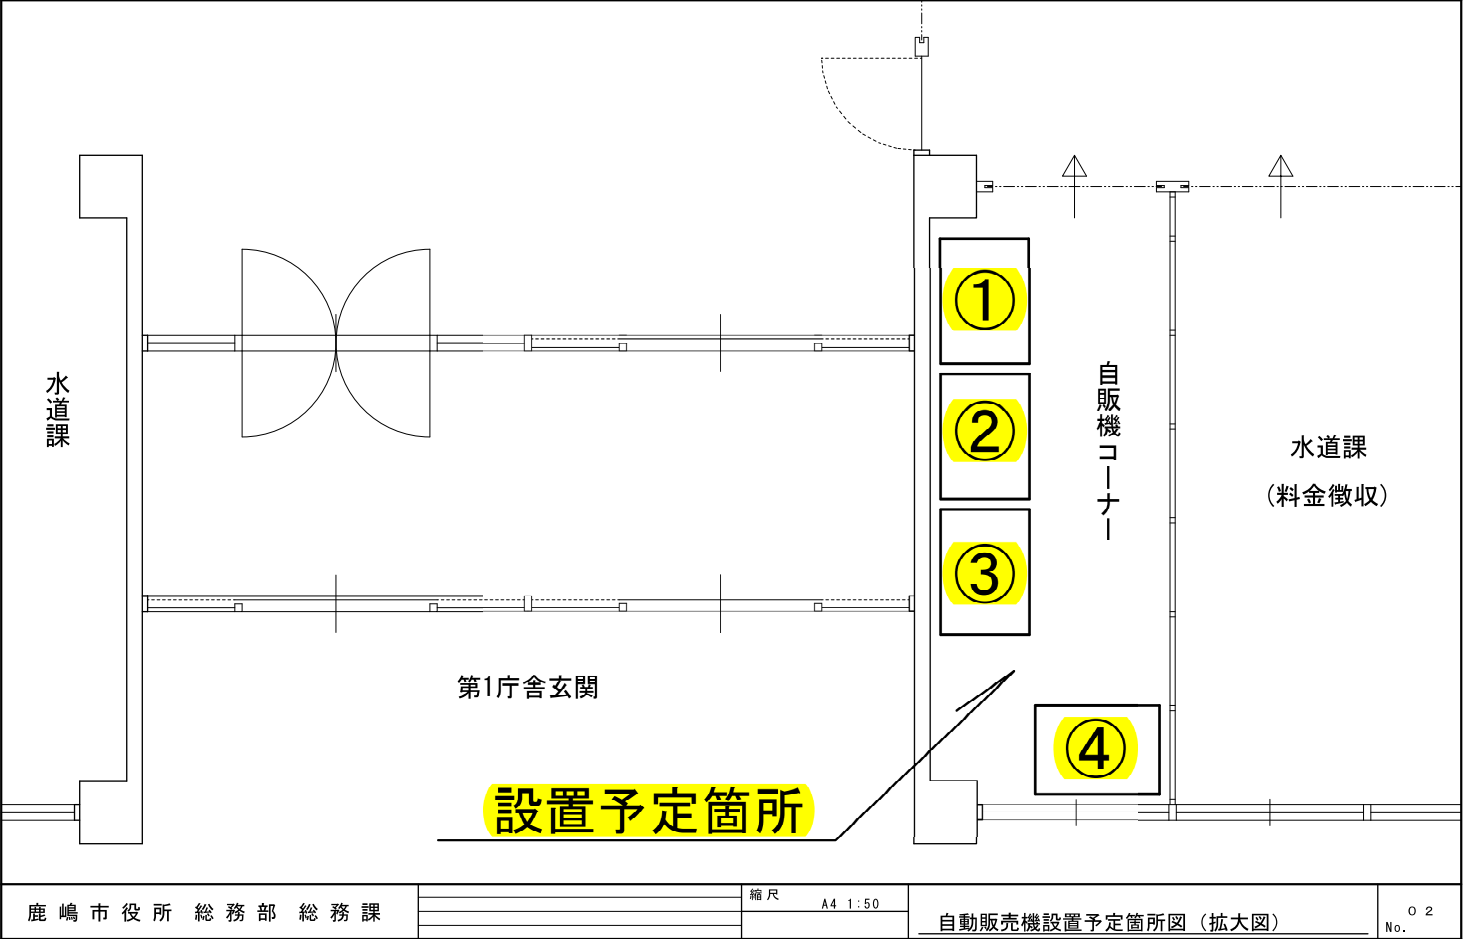 ①
②
③
④
自販機コーナー
水道課
水道課
(料金徴収)
第1庁舎玄関
設置予定箇所
鹿嶋市役所 総務部 総務課
縮尺
A4 1:50
自動販売機設置予定箇所図（拡大図）
No.
02